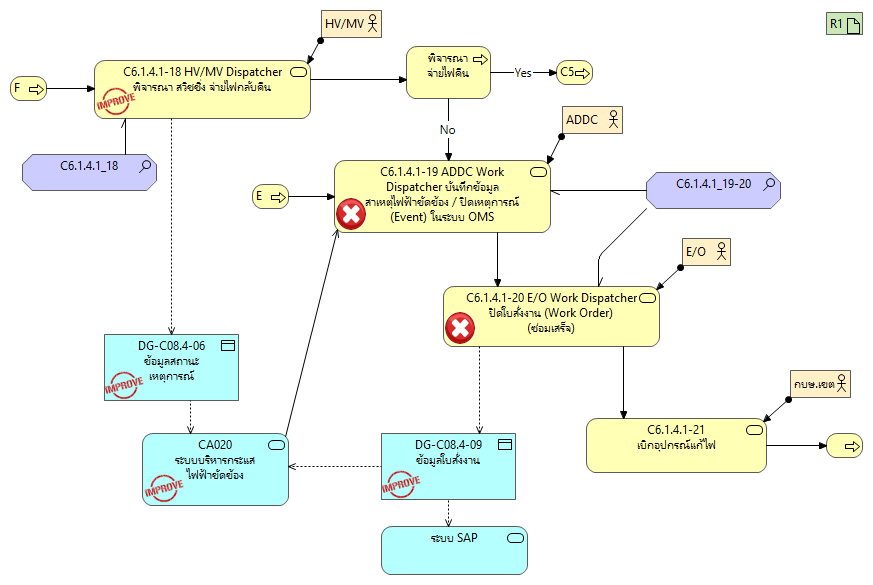 HV/MV
R1
F
C6.1.4.1-18 HV/MV Dispatcher
พิจารณา สวิชชิ่ง จ่ายไฟกลับคืน
IMPROVE
พิจารณา
จ่ายไฟคืน
Yes
C5
No
ADDC
C6.1.4.1_18
E
C6.1.4.1-19 ADDC Work
Dispatcher บันทึกข้อมูล
สาเหตุไฟฟ้าขัดข้อง / ปิดเหตุการณ์
(Event) ในระบบ OMS
C6.1.4.1_19-20
E/O
C6.1.4.1-20 E/O Work Dispatcher
ปิดใบสั่งงาน (Work Order)
(ซ่อมเสร็จ)
DG-C08.4-06
ข้อมูลสถานะ
เหตุการณ์
IMPROVE
กบษ.เขต
C6.1.4.1-21
เบิกอุปกรณ์แก้ไฟ
CA020
ระบบบริหารกระแส
ไฟฟ้าขัดข้อง
IMPROVE
DG-C08.4-09
ข้อมูลใบสั่งงาน
IMPROVE
ระบบ SAP